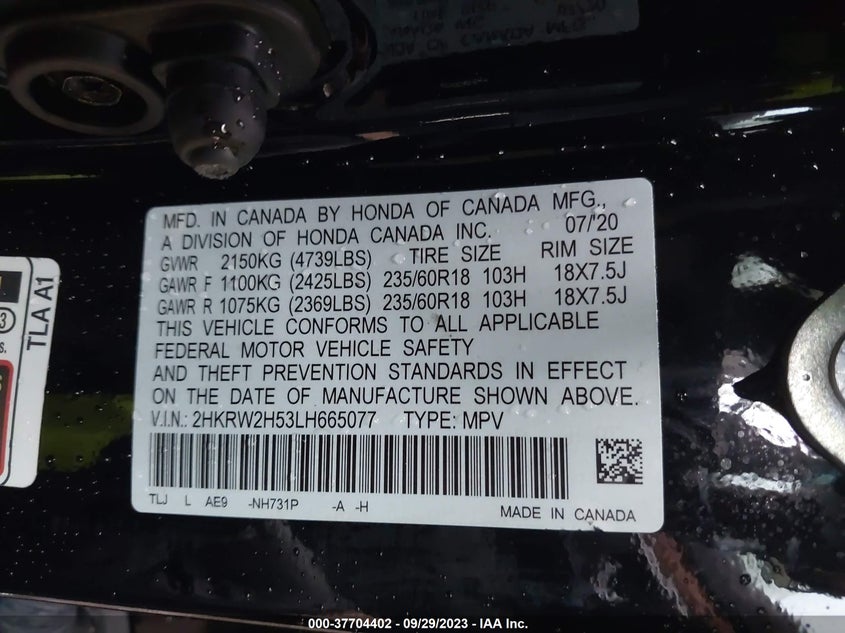 MFD. IN CANADA BY HONDA OF CANADA MFG.,
A DIVISION OF HONDA CANADA INC. 07/'20
GVWR 2150KG (4739LBS) TIRE SIZE RIM SIZE
GAWR F 1100KG (2425LBS) 235/60R18 103H 18X7.5J
GAWR R 1075KG (2369LBS) 235/60R18 103H 18X7.5J
THIS VEHICLE CONFORMS TO ALL APPLICABLE
FEDERAL MOTOR VEHICLE SAFETY
AND THEFT PREVENTION STANDARDS IN EFFECT
ON THE DATE OF MANUFACTURE SHOWN ABOVE.
V.I.N.: 2HKRW2H53LH665077 TYPE: MPV
TLJ L AE9 -NH731P -A -H
MADE IN CANADA
TLA A1
000-37704402 - 09/29/2023 - IAA Inc.